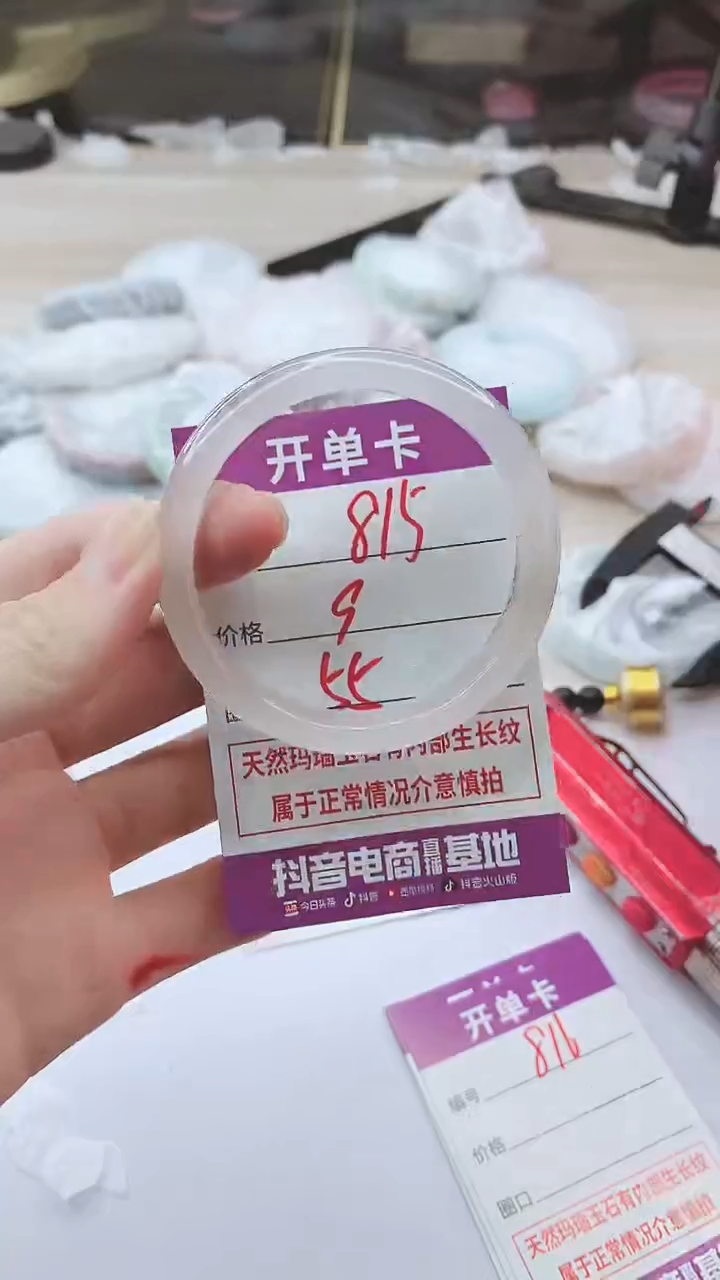 开单卡
815
价格 9
55
天然玛瑙玉石有内部生长纹
属于正常情况介意慎拍
抖音电商直播基地
今日头条 抖音 西瓜视频 抖音火山版
开单卡
编号 816
价格
圈口
天然玛瑙玉石有内部生长纹
属于正常情况介意慎拍